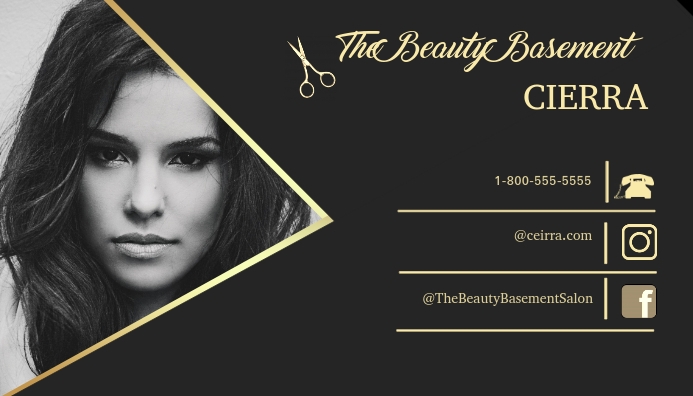 The Beauty Basement
CIERRA
1-800-555-5555
@ceirra.com
@TheBeautyBasementSalon